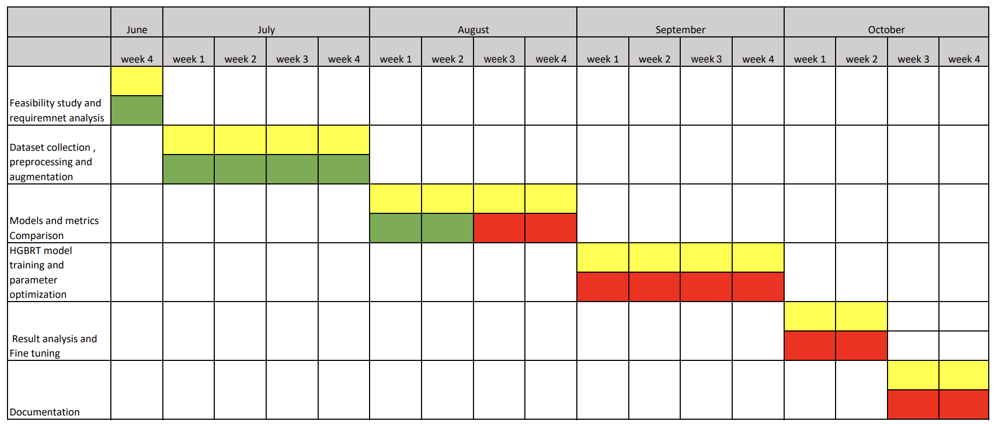 June July August September October
week 4 week 1 week 2 week 3 week 4 week 1 week 2 week 3 week 4 week 1 week 2 week 3 week 4 week 1 week 2 week 3 week 4
Feasibility study and
requiremnet analysis
Dataset collection ,
preprocessing and
augmentation
Models and metrics
Comparison
HGBRT model
training and
parameter
optimization
Result analysis and
Fine tuning
Documentation